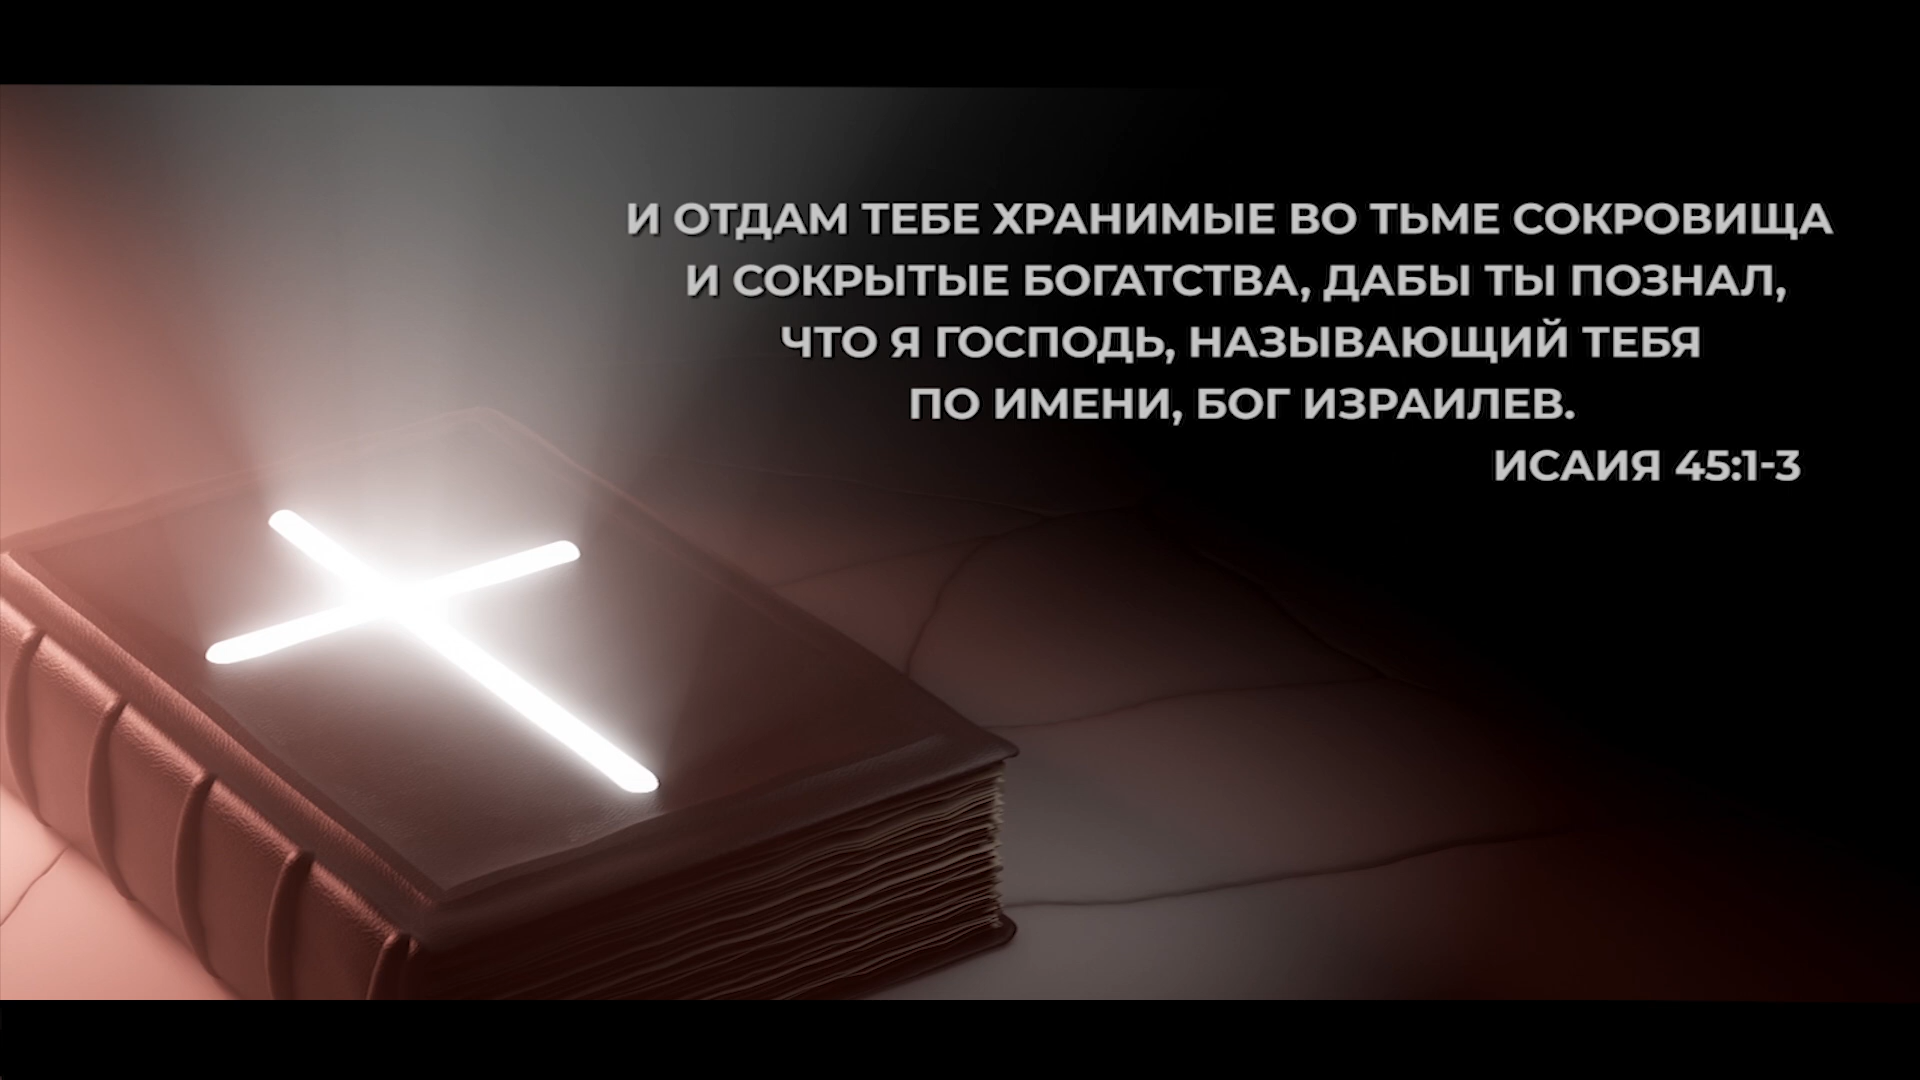 И ОТДАМ ТЕБЕ ХРАНИМЫЕ ВО ТЬМЕ СОКРОВИЩА
И СОКРЫТЫЕ БОГАТСТВА, ДАБЫ ТЫ ПОЗНАЛ,
ЧТО Я ГОСПОДЬ, НАЗЫВАЮЩИЙ ТЕБЯ
ПО ИМЕНИ, БОГ ИЗРАИЛЕВ.
ИСАИЯ 45:1-3